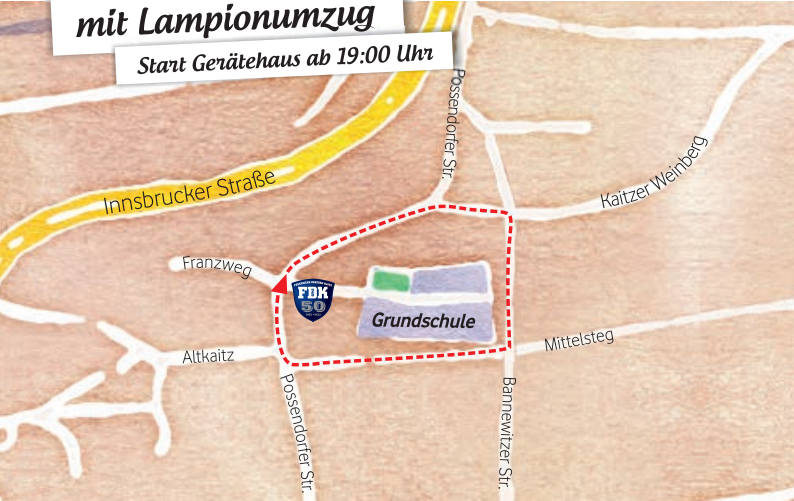 mit Lampionumzug
Start Gerätehaus ab 19:00 Uhr
Possendorfer Str.
Innsbrucker Straße
Kaitzer Weinberg
Franzweg
FDK
50
Grundschule
Altkaitz
Mittelsteg
Possendorfer Str.
Bannewitzer Str.